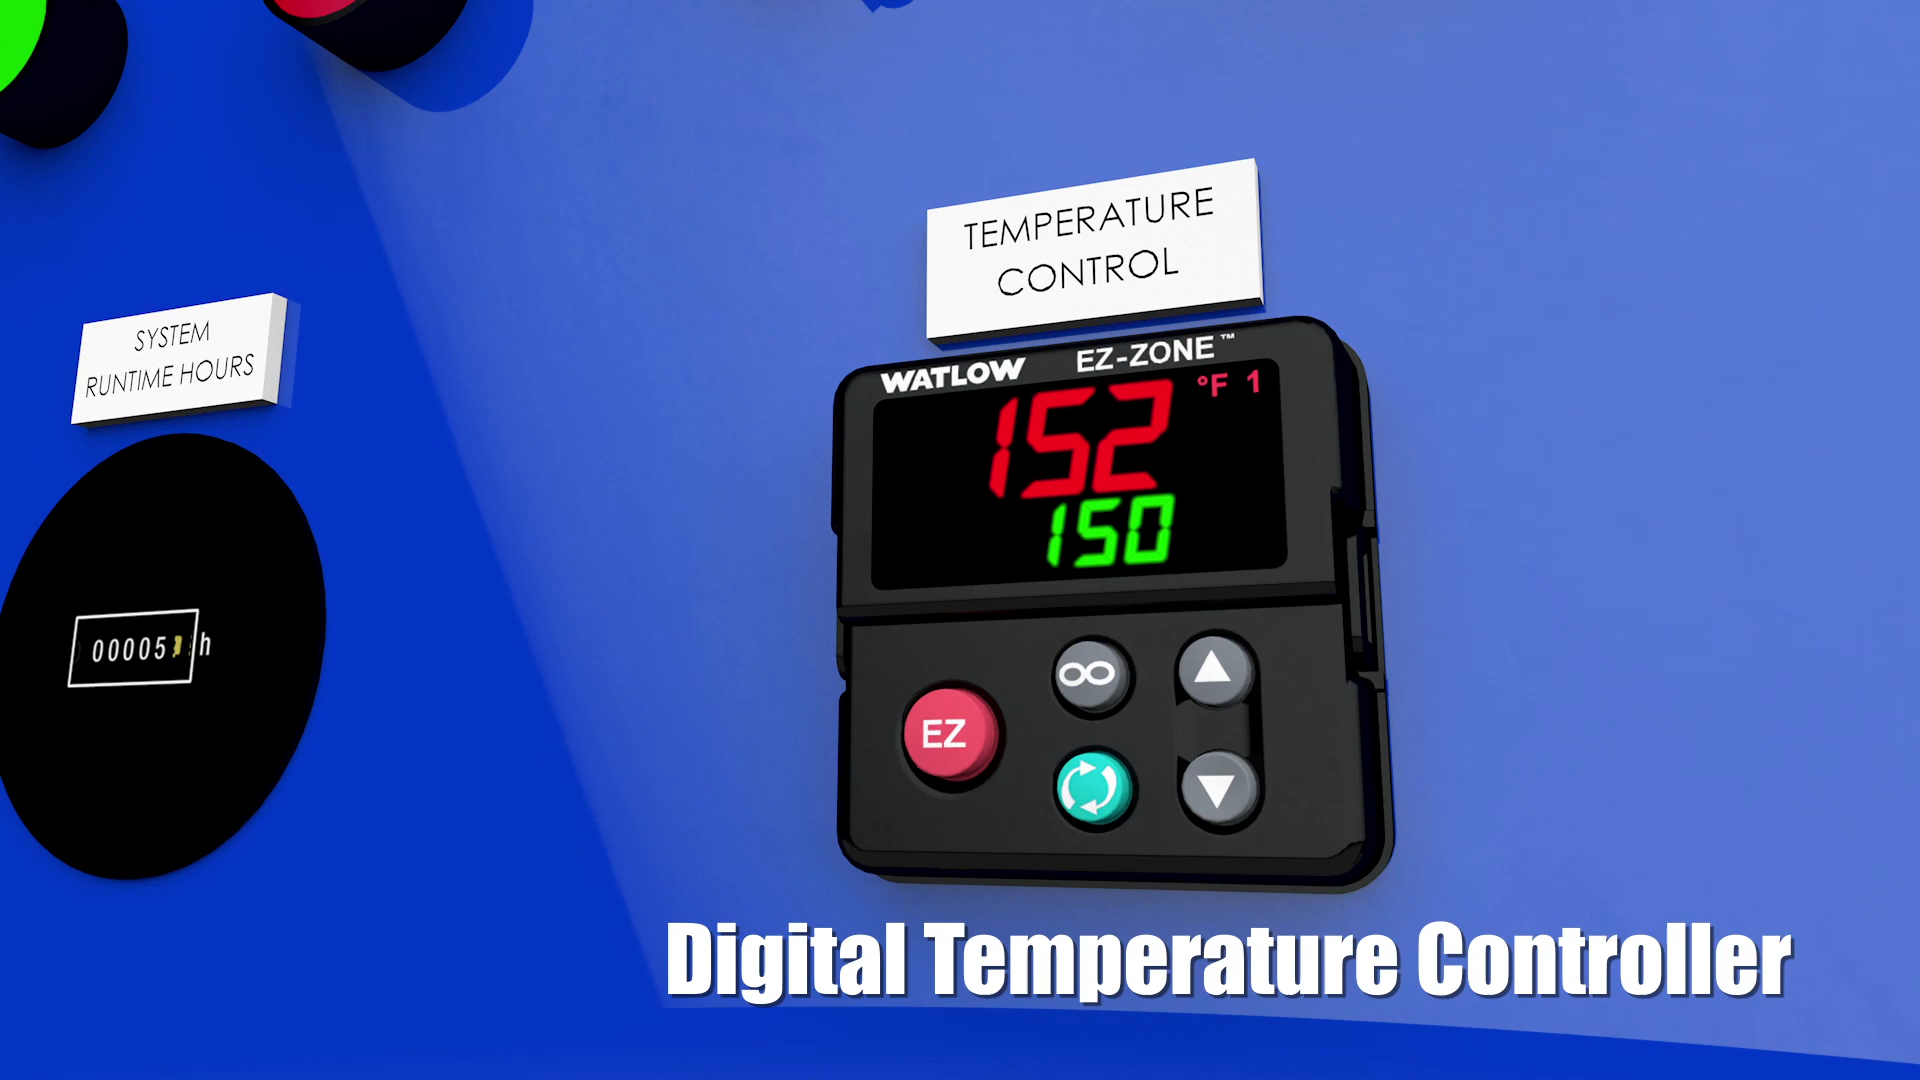 TEMPERATURE
CONTROL
SYSTEM
RUNTIME HOURS
WATLOW EZ-ZONE™
°F 1
152
150
00005 h
EZ
Digital Temperature Controller